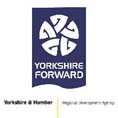 YORKSHIRE
FORWARD
Yorkshire & Humber
Regional Development Agency